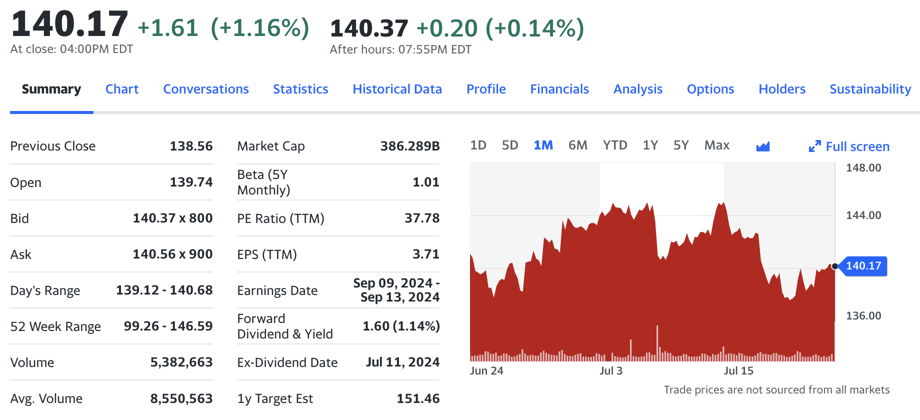 140.17 +1.61 (+1.16%) 140.37 +0.20 (+0.14%)
At close: 04:00PM EDT After hours: 07:55PM EDT
Summary Chart Conversations Statistics Historical Data Profile Financials Analysis Options Holders Sustainability
Previous Close 138.56
Open 139.74
Bid 140.37 x 800
Ask 140.56 x 900
Day's Range 139.12 - 140.68
52 Week Range 99.26 - 146.59
Volume 5,382,663
Avg. Volume 8,550,563
Market Cap 386.289B
Beta (5Y
Monthly) 1.01
PE Ratio (TTM) 37.78
EPS (TTM) 3.71
Earnings Date Sep 09, 2024 -
Sep 13, 2024
Forward
Dividend & Yield 1.60 (1.14%)
Ex-Dividend Date Jul 11, 2024
1y Target Est 151.46
1D 5D 1M 6M YTD 1Y 5Y Max Full screen
148.00
144.00
140.17
136.00
Jun 24 Jul 3 Jul 15
Trade prices are not sourced from all markets